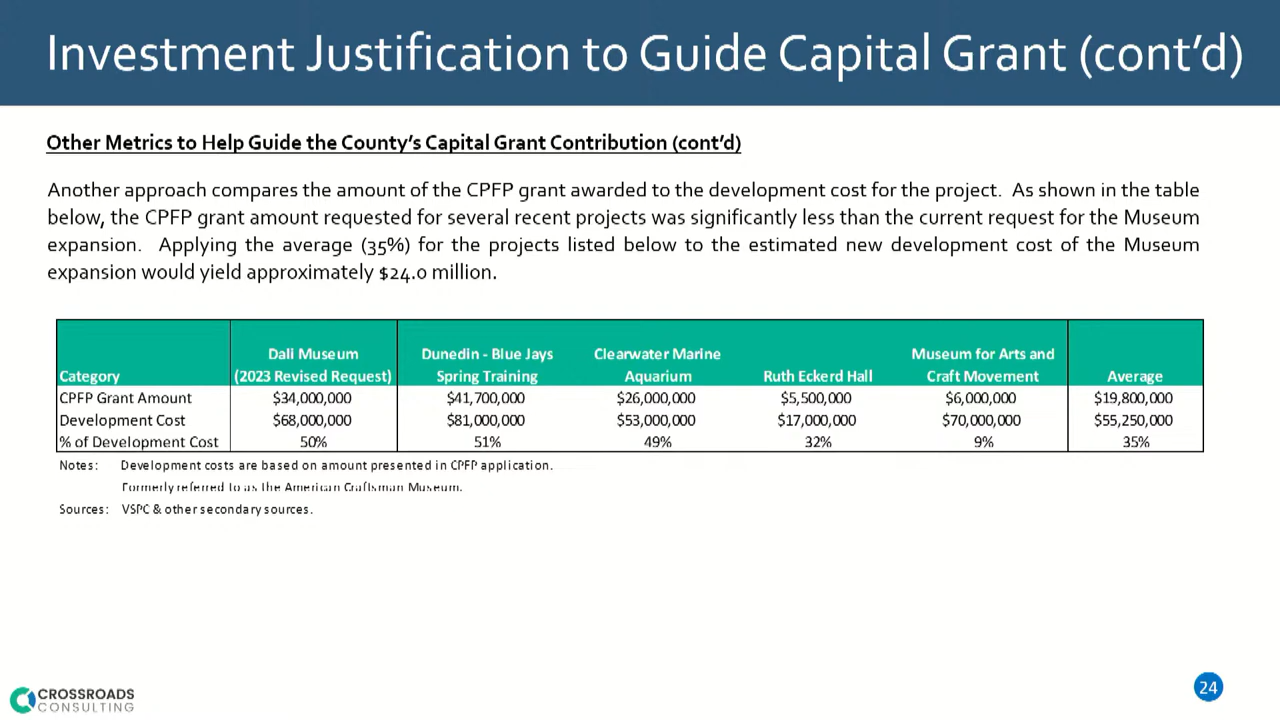 Investment Justification to Guide Capital Grant (cont'd)
Other Metrics to Help Guide the County's Capital Grant Contribution (cont'd)
Another approach compares the amount of the CPFP grant awarded to the development cost for the project. As shown in the table
below, the CPFP grant amount requested for several recent projects was significantly less than the current request for the Museum
expansion. Applying the average (35%) for the projects listed below to the estimated new development cost of the Museum
expansion would yield approximately $24.0 million.
Dali Museum Dunedin - Blue Jays Clearwater Marine Museum for Arts and
Category (2023 Revised Request) Spring Training Aquarium Ruth Eckerd Hall Craft Movement Average
CPFP Grant Amount $34,000,000 $41,700,000 $26,000,000 $5,500,000 $6,000,000 $19,800,000
Development Cost $68,000,000 $81,000,000 $53,000,000 $17,000,000 $70,000,000 $55,250,000
% of Development Cost 50% 51% 49% 32% 9% 35%
Notes: Development costs are based on amount presented in CPFP application.
Formerly referred to as the American Craftsman Museum.
Sources: VSPC & other secondary sources.
CROSSROADS
CONSULTING
24